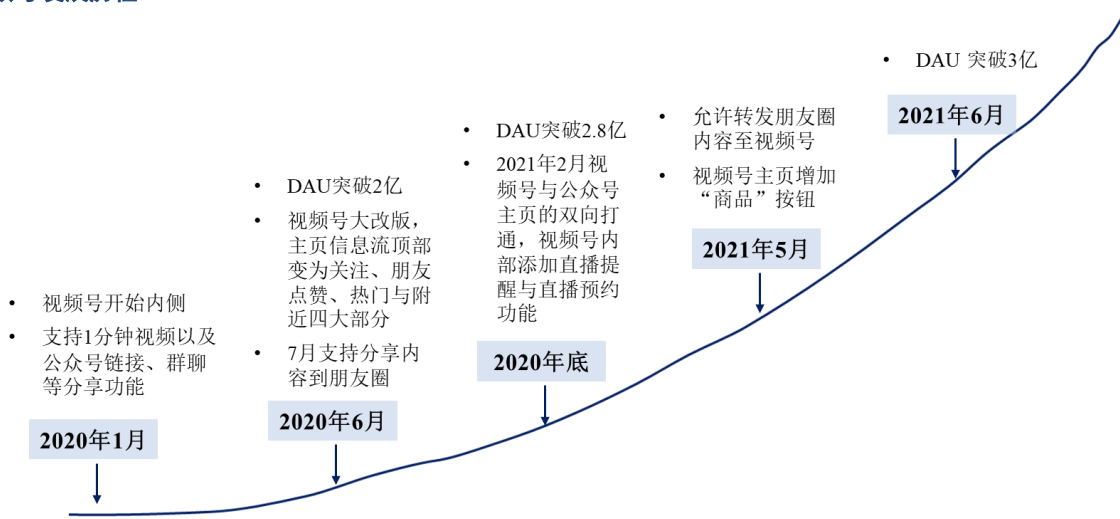 • 视频号开始内侧
• 支持1分钟视频以及
公众号链接、群聊
等分享功能
2020年1月
• DAU突破2亿
• 视频号大改版，
主页信息流顶部
变为关注、朋友
点赞、热门与附
近四大部分
• 7月支持分享内
容到朋友圈
2020年6月
• DAU突破2.8亿
• 2021年2月视
频号与公众号
主页的双向打
通，视频号内
部添加直播提
醒与直播预约
功能
2020年底
• 允许转发朋友圈
内容至视频号
• 视频号主页增加
“商品”按钮
2021年5月
• DAU 突破3亿
2021年6月